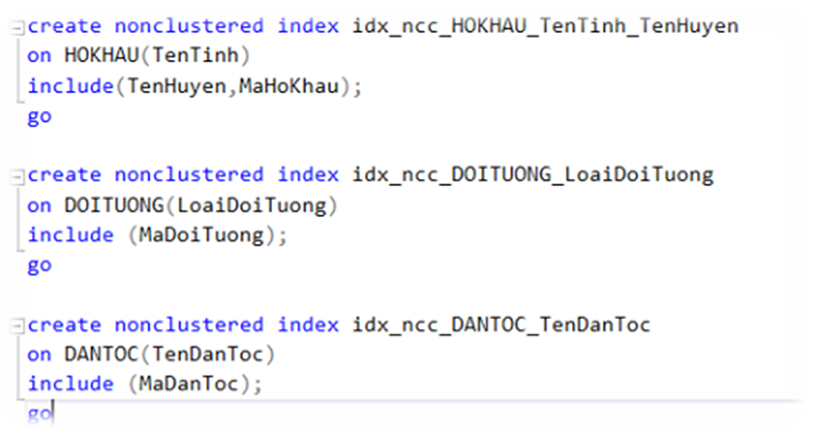 create nonclustered index idx_ncc_HOKHAU_TenTinh_TenHuyen
on HOKHAU(TenTinh)
include(TenHuyen,MaHoKhau);
go
create nonclustered index idx_ncc_DOITUONG_LoaiDoiTuong
on DOITUONG(LoaiDoiTuong)
include (MaDoiTuong);
go
create nonclustered index idx_ncc_DANTOC_TenDanToc
on DANTOC(TenDanToc)
include (MaDanToc);
go